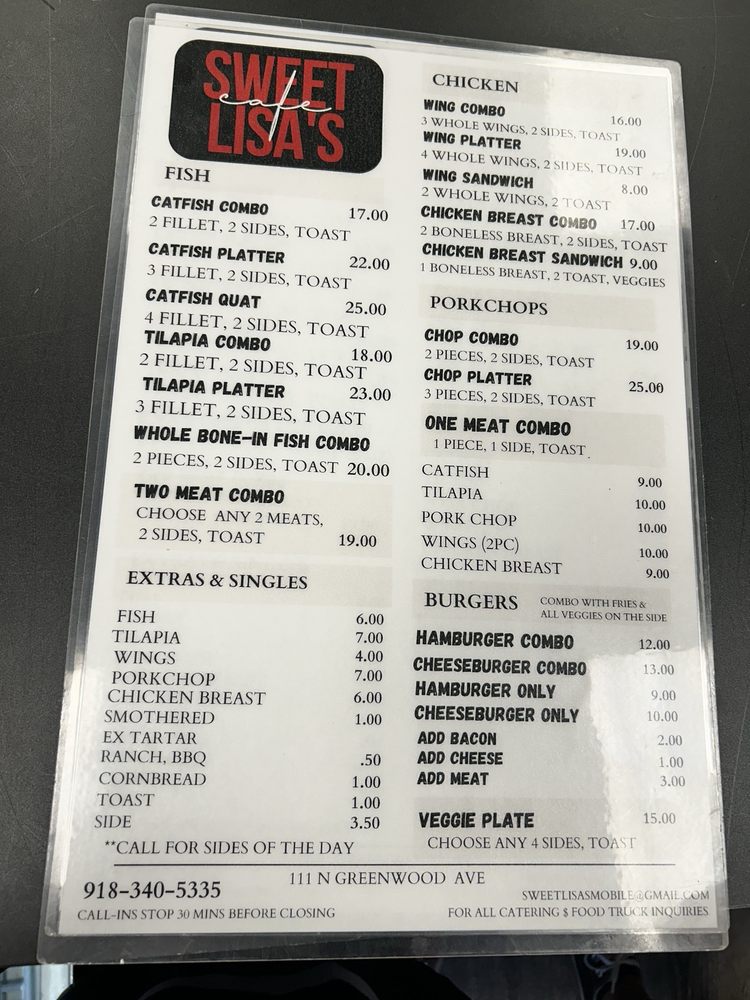 SWEET
cafe
LISA'S
FISH
CATFISH COMBO 17.00
2 FILLET, 2 SIDES, TOAST
CATFISH PLATTER 22.00
3 FILLET, 2 SIDES, TOAST
CATFISH QUAT 25.00
4 FILLET, 2 SIDES, TOAST
TILAPIA COMBO 18.00
2 FILLET, 2 SIDES, TOAST
TILAPIA PLATTER 23.00
3 FILLET, 2 SIDES, TOAST
WHOLE BONE-IN FISH COMBO
2 PIECES, 2 SIDES, TOAST 20.00
TWO MEAT COMBO
CHOOSE ANY 2 MEATS,
2 SIDES, TOAST 19.00
EXTRAS & SINGLES
FISH 6.00
TILAPIA 7.00
WINGS 4.00
PORKCHOP 7.00
CHICKEN BREAST 6.00
SMOTHERED 1.00
EX TARTAR
RANCH, BBQ .50
CORNBREAD 1.00
TOAST 1.00
SIDE 3.50
**CALL FOR SIDES OF THE DAY
CHICKEN
WING COMBO 16.00
3 WHOLE WINGS, 2 SIDES, TOAST
WING PLATTER 19.00
4 WHOLE WINGS, 2 SIDES, TOAST
WING SANDWICH 8.00
2 WHOLE WINGS, 2 TOAST
CHICKEN BREAST COMBO 17.00
2 BONELESS BREAST, 2 SIDES, TOAST
CHICKEN BREAST SANDWICH 9.00
1 BONELESS BREAST, 2 TOAST, VEGGIES
PORKCHOPS
CHOP COMBO 19.00
2 PIECES, 2 SIDES, TOAST
CHOP PLATTER 25.00
3 PIECES, 2 SIDES, TOAST
ONE MEAT COMBO
1 PIECE, 1 SIDE, TOAST.
CATFISH 9.00
TILAPIA 10.00
PORK CHOP 10.00
WINGS (2PC) 10.00
CHICKEN BREAST 9.00
BURGERS COMBO WITH FRIES &
ALL VEGGIES ON THE SIDE
HAMBURGER COMBO 12.00
CHEESEBURGER COMBO 13.00
HAMBURGER ONLY 9.00
CHEESEBURGER ONLY 10.00
ADD BACON 2.00
ADD CHEESE 1.00
ADD MEAT 3.00
VEGGIE PLATE 15.00
CHOOSE ANY 4 SIDES, TOAST
111 N GREENWOOD AVE
918-340-5335
CALL-INS STOP 30 MINS BEFORE CLOSING
SWEETLISASMOBILE@GMAIL.COM
FOR ALL CATERING $ FOOD TRUCK INQUIRIES